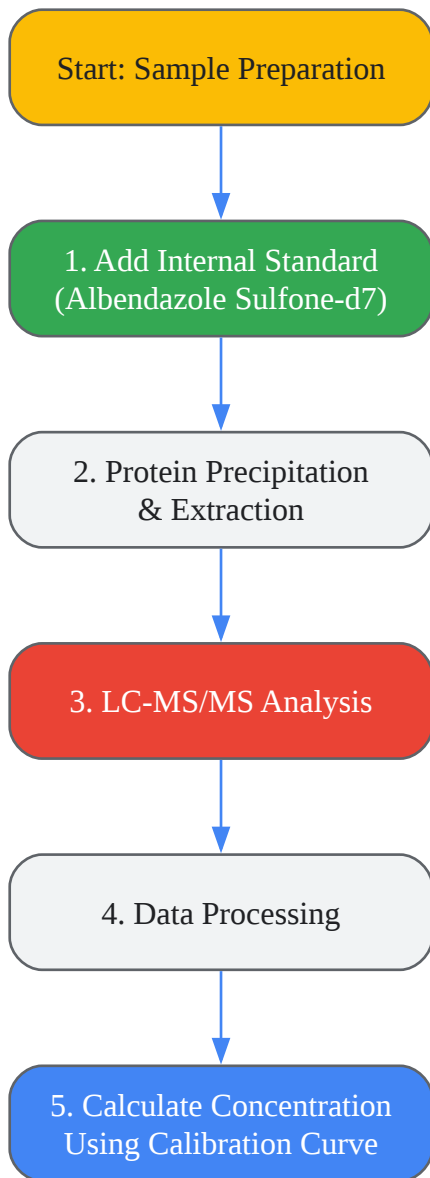 Start: Sample Preparation
1. Add Internal Standard
(Albendazole Sulfone-d7)
2. Protein Precipitation
& Extraction
3. LC-MS/MS Analysis
4. Data Processing
5. Calculate Concentration
Using Calibration Curve